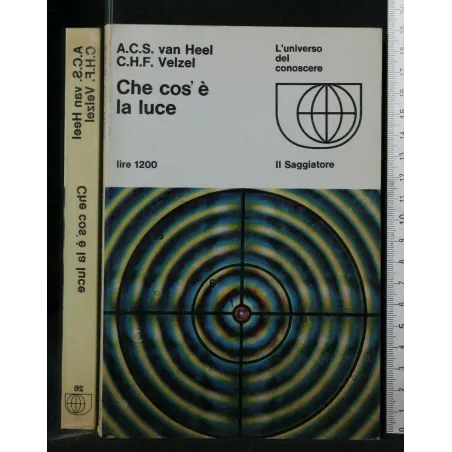 A.C.S. van Heel
C.H.F. Velzel
Che cos'è
la luce
lire 1200
L'universo
del
conoscere
Il Saggiatore
A.C.S. van Heel
C.H.F. Velzel
Che cos è la luce
26